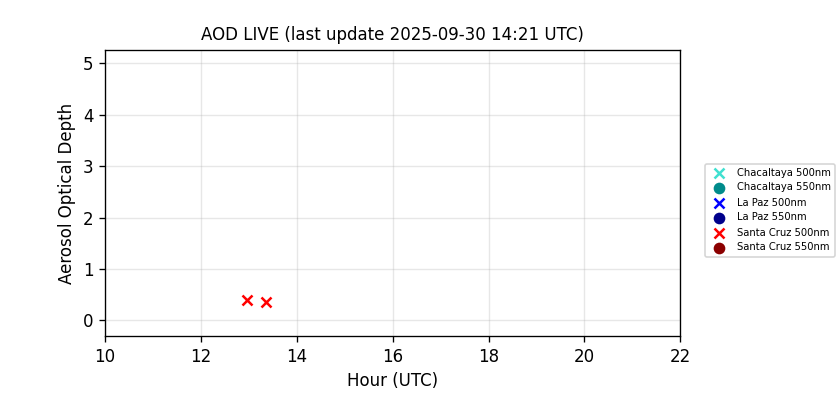 AOD LIVE (last update 2025-09-30 14:21 UTC)
Aerosol Optical Depth
5
4
3
2
1
0
10 12 14 16 18 20 22
Hour (UTC)
Chacaltaya 500nm
Chacaltaya 550nm
La Paz 500nm
La Paz 550nm
Santa Cruz 500nm
Santa Cruz 550nm